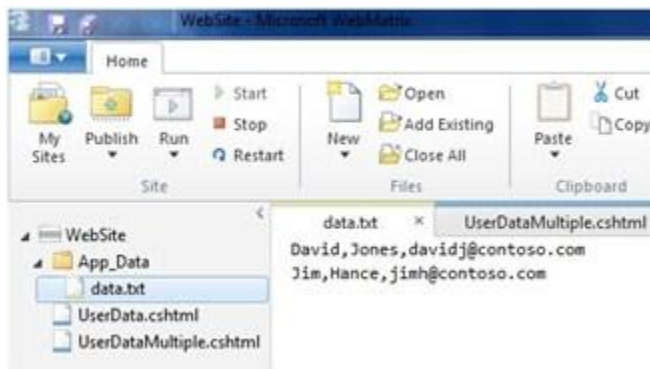 WebSite - Microsoft WebMatrix
Home
My Sites
Publish
Run
Start
Stop
Restart
Site
New
Open
Add Existing
Close All
Files
Paste
Cut
Copy
Clipboard
WebSite
App_Data
data.txt
UserData.cshtml
UserDataMultiple.cshtml
data.txt × UserDataMultiple.cshtml
David,Jones,davidj@contoso.com
Jim,Hance,jimh@contoso.com